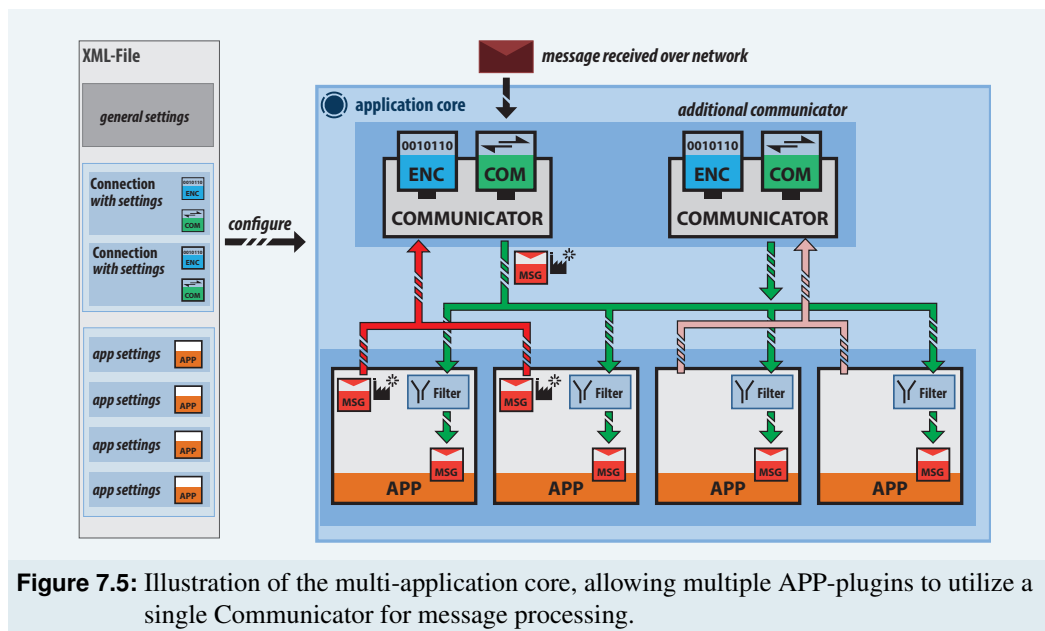 XML-File
general settings
Connection
with settings
0010110
ENC
COM
Connection
with settings
0010110
ENC
COM
app settings
APP
app settings
APP
app settings
APP
app settings
APP
configure
message received over network
application core
additional communicator
0010110
ENC
COM
COMMUNICATOR
0010110
ENC
COM
COMMUNICATOR
MSG
MSG
Filter
MSG
APP
MSG
Filter
MSG
APP
Filter
MSG
APP
Filter
MSG
APP
Figure 7.5: Illustration of the multi-application core, allowing multiple APP-plugins to utilize a
single Communicator for message processing.